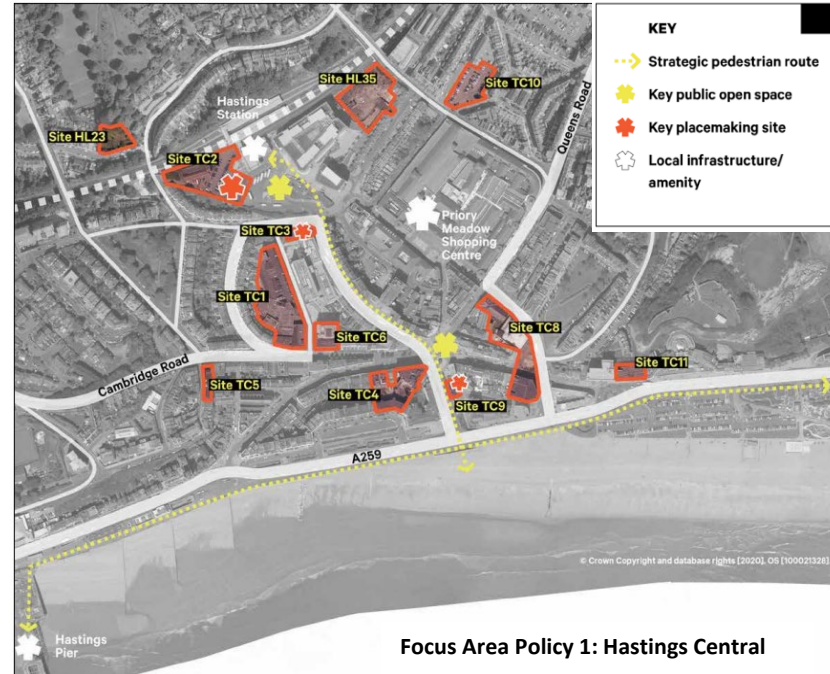 KEY
Strategic pedestrian route
Key public open space
Key placemaking site
Local infrastructure/
amenity
Site HL35
Site TC10
Hastings
Station
Queens Road
Site HL23
Site TC2
Priory
Meadow
Shopping
Centre
Site TC3
Site TC1
Site TC8
Site TC6
Cambridge Road
Site TC11
Site TC5
Site TC4
Site TC9
A259
© Crown Copyright and database rights [2020], OS [100021328]
Hastings
Pier
Focus Area Policy 1: Hastings Central